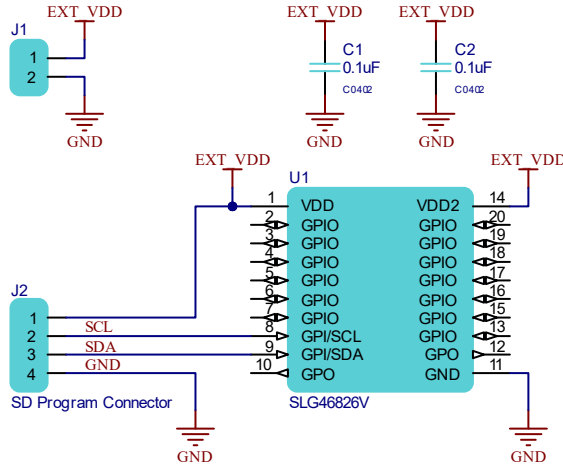 EXT_VDD
J1
1
2
GND
EXT_VDD
C1
0.1uF
C0402
GND
EXT_VDD
C2
0.1uF
C0402
GND
EXT_VDD
EXT_VDD
U1
1 VDD VDD2 14
2 GPIO GPIO 20
3 GPIO GPIO 19
4 GPIO GPIO 18
5 GPIO GPIO 17
6 GPIO GPIO 16
7 GPIO GPIO 15
8 GPI/SCL GPIO 13
9 GPI/SDA GPO 12
10 GPO GND 11
SLG46826V
J2
1
2 SCL
3 SDA
4 GND
SD Program Connector
GND
GND